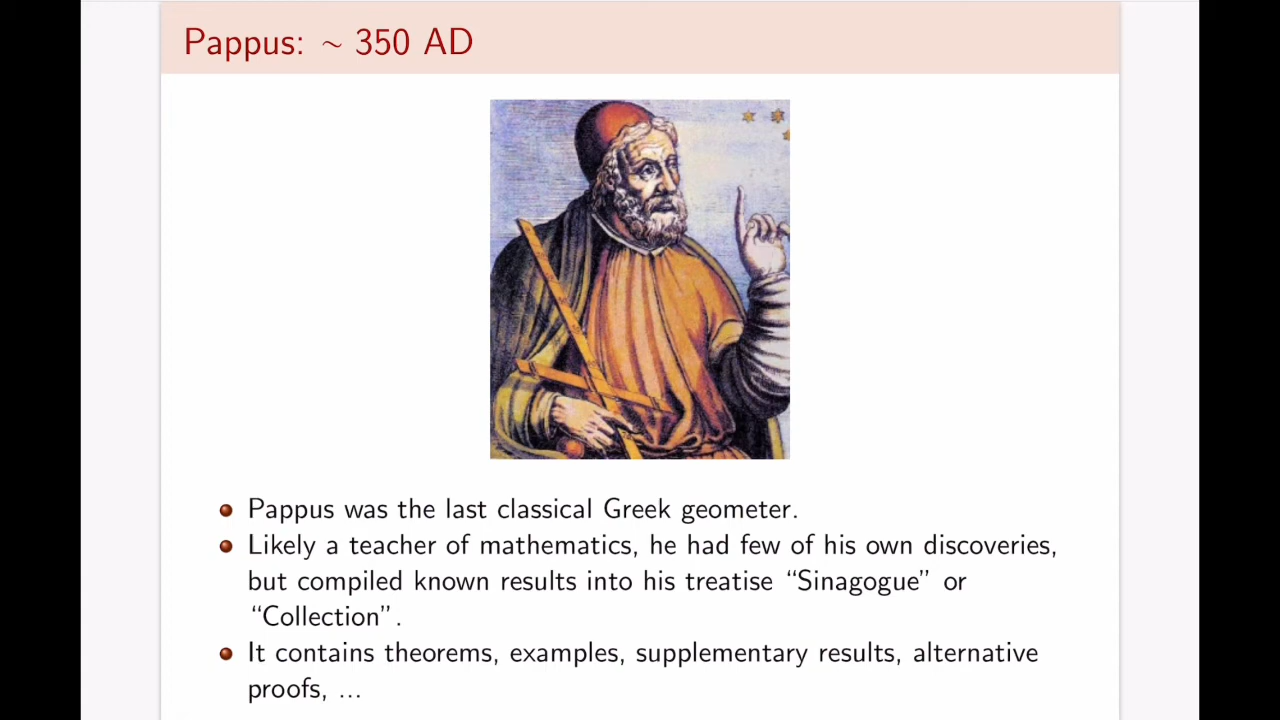 Pappus: ∼ 350 AD
Pappus was the last classical Greek geometer.
Likely a teacher of mathematics, he had few of his own discoveries,
but compiled known results into his treatise “Sinagogue” or
“Collection”.
It contains theorems, examples, supplementary results, alternative
proofs, ...